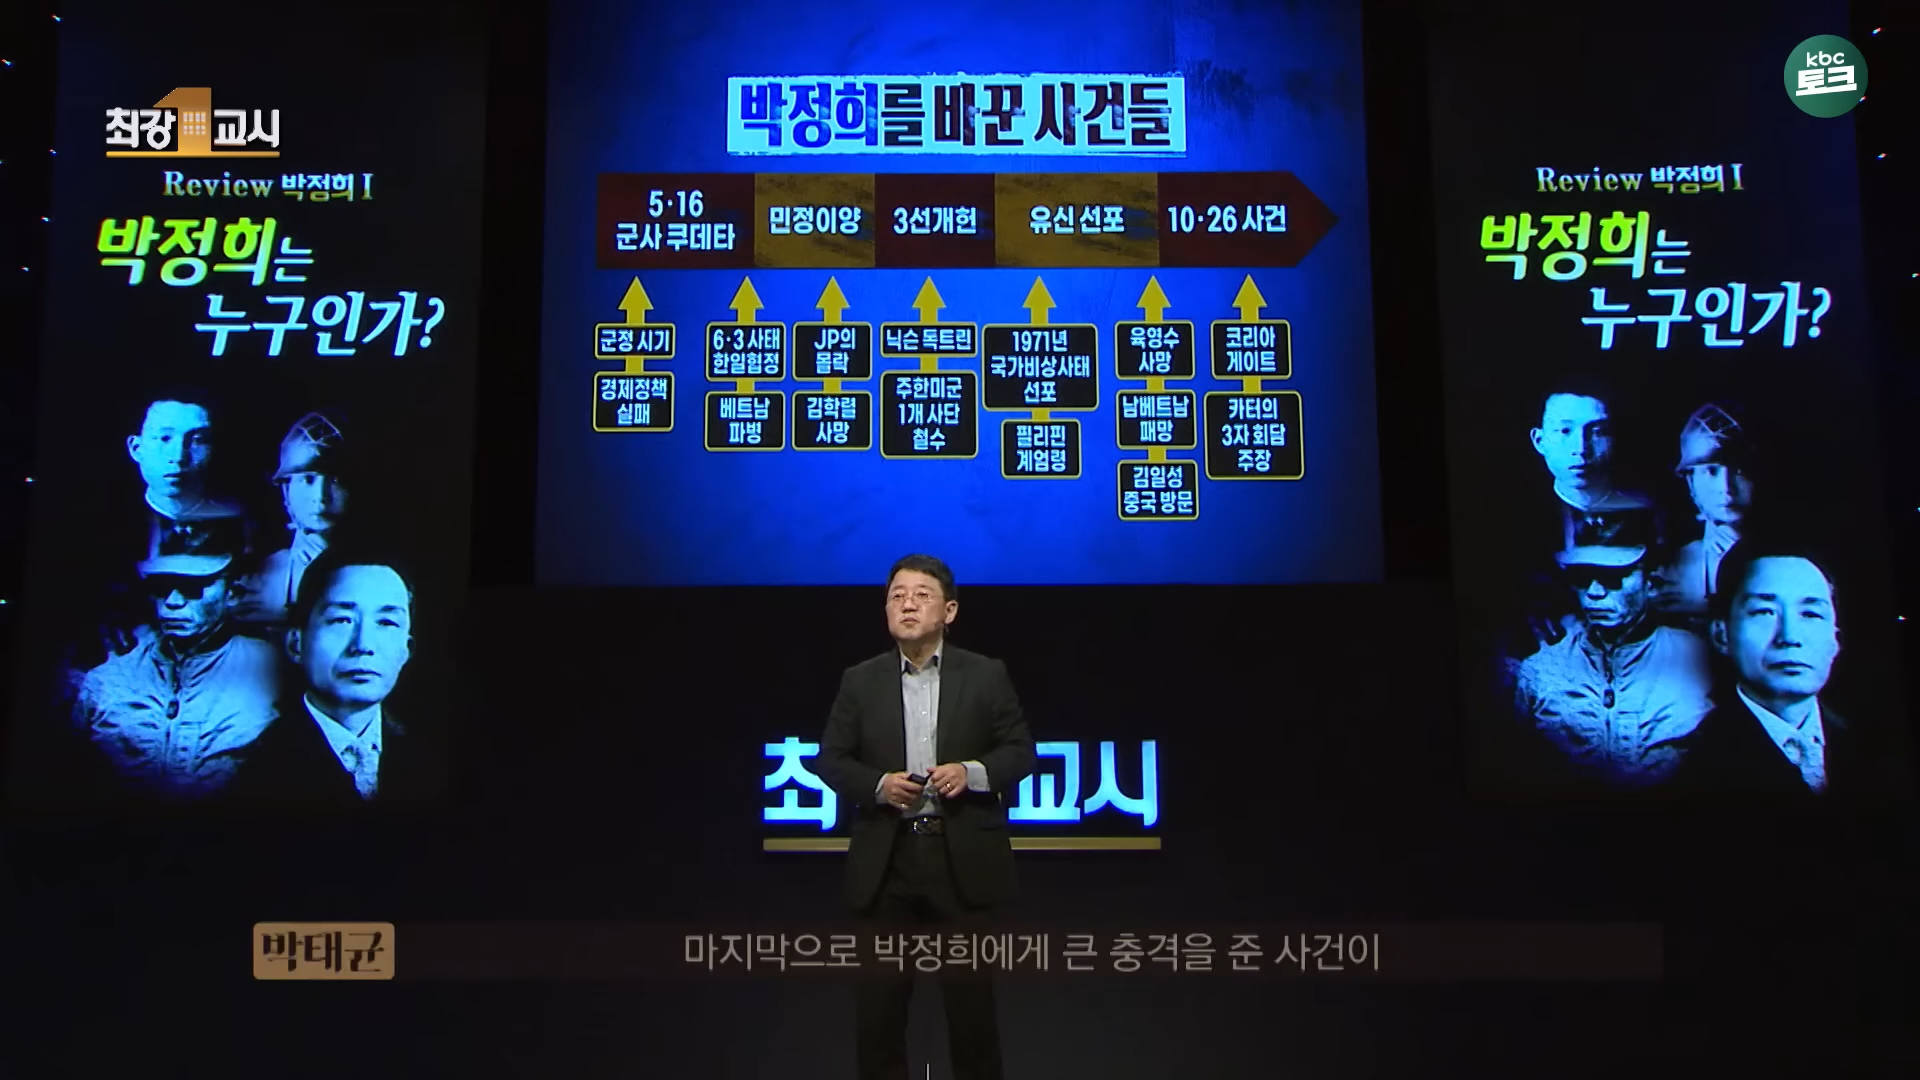 kbc
토크
최강1교시
Review 박정희 I
박정희는
누구인가?
박정희를 바꾼 사건들
5·16
군사 쿠데타
민정이양
3선개헌
유신 선포
10·26 사건
군정 시기
경제정책
실패
6·3 사태
한일협정
베트남
파병
JP의
몰락
김학렬
사망
닉슨 독트린
주한미군
1개 사단
철수
1971년
국가비상사태
선포
필리핀
계엄령
육영수
사망
남베트남
패망
김일성
중국 방문
코리아
게이트
카터의
3자 회담
주장
Review 박정희 I
박정희는
누구인가?
최 교시
박태균
마지막으로 박정희에게 큰 충격을 준 사건이